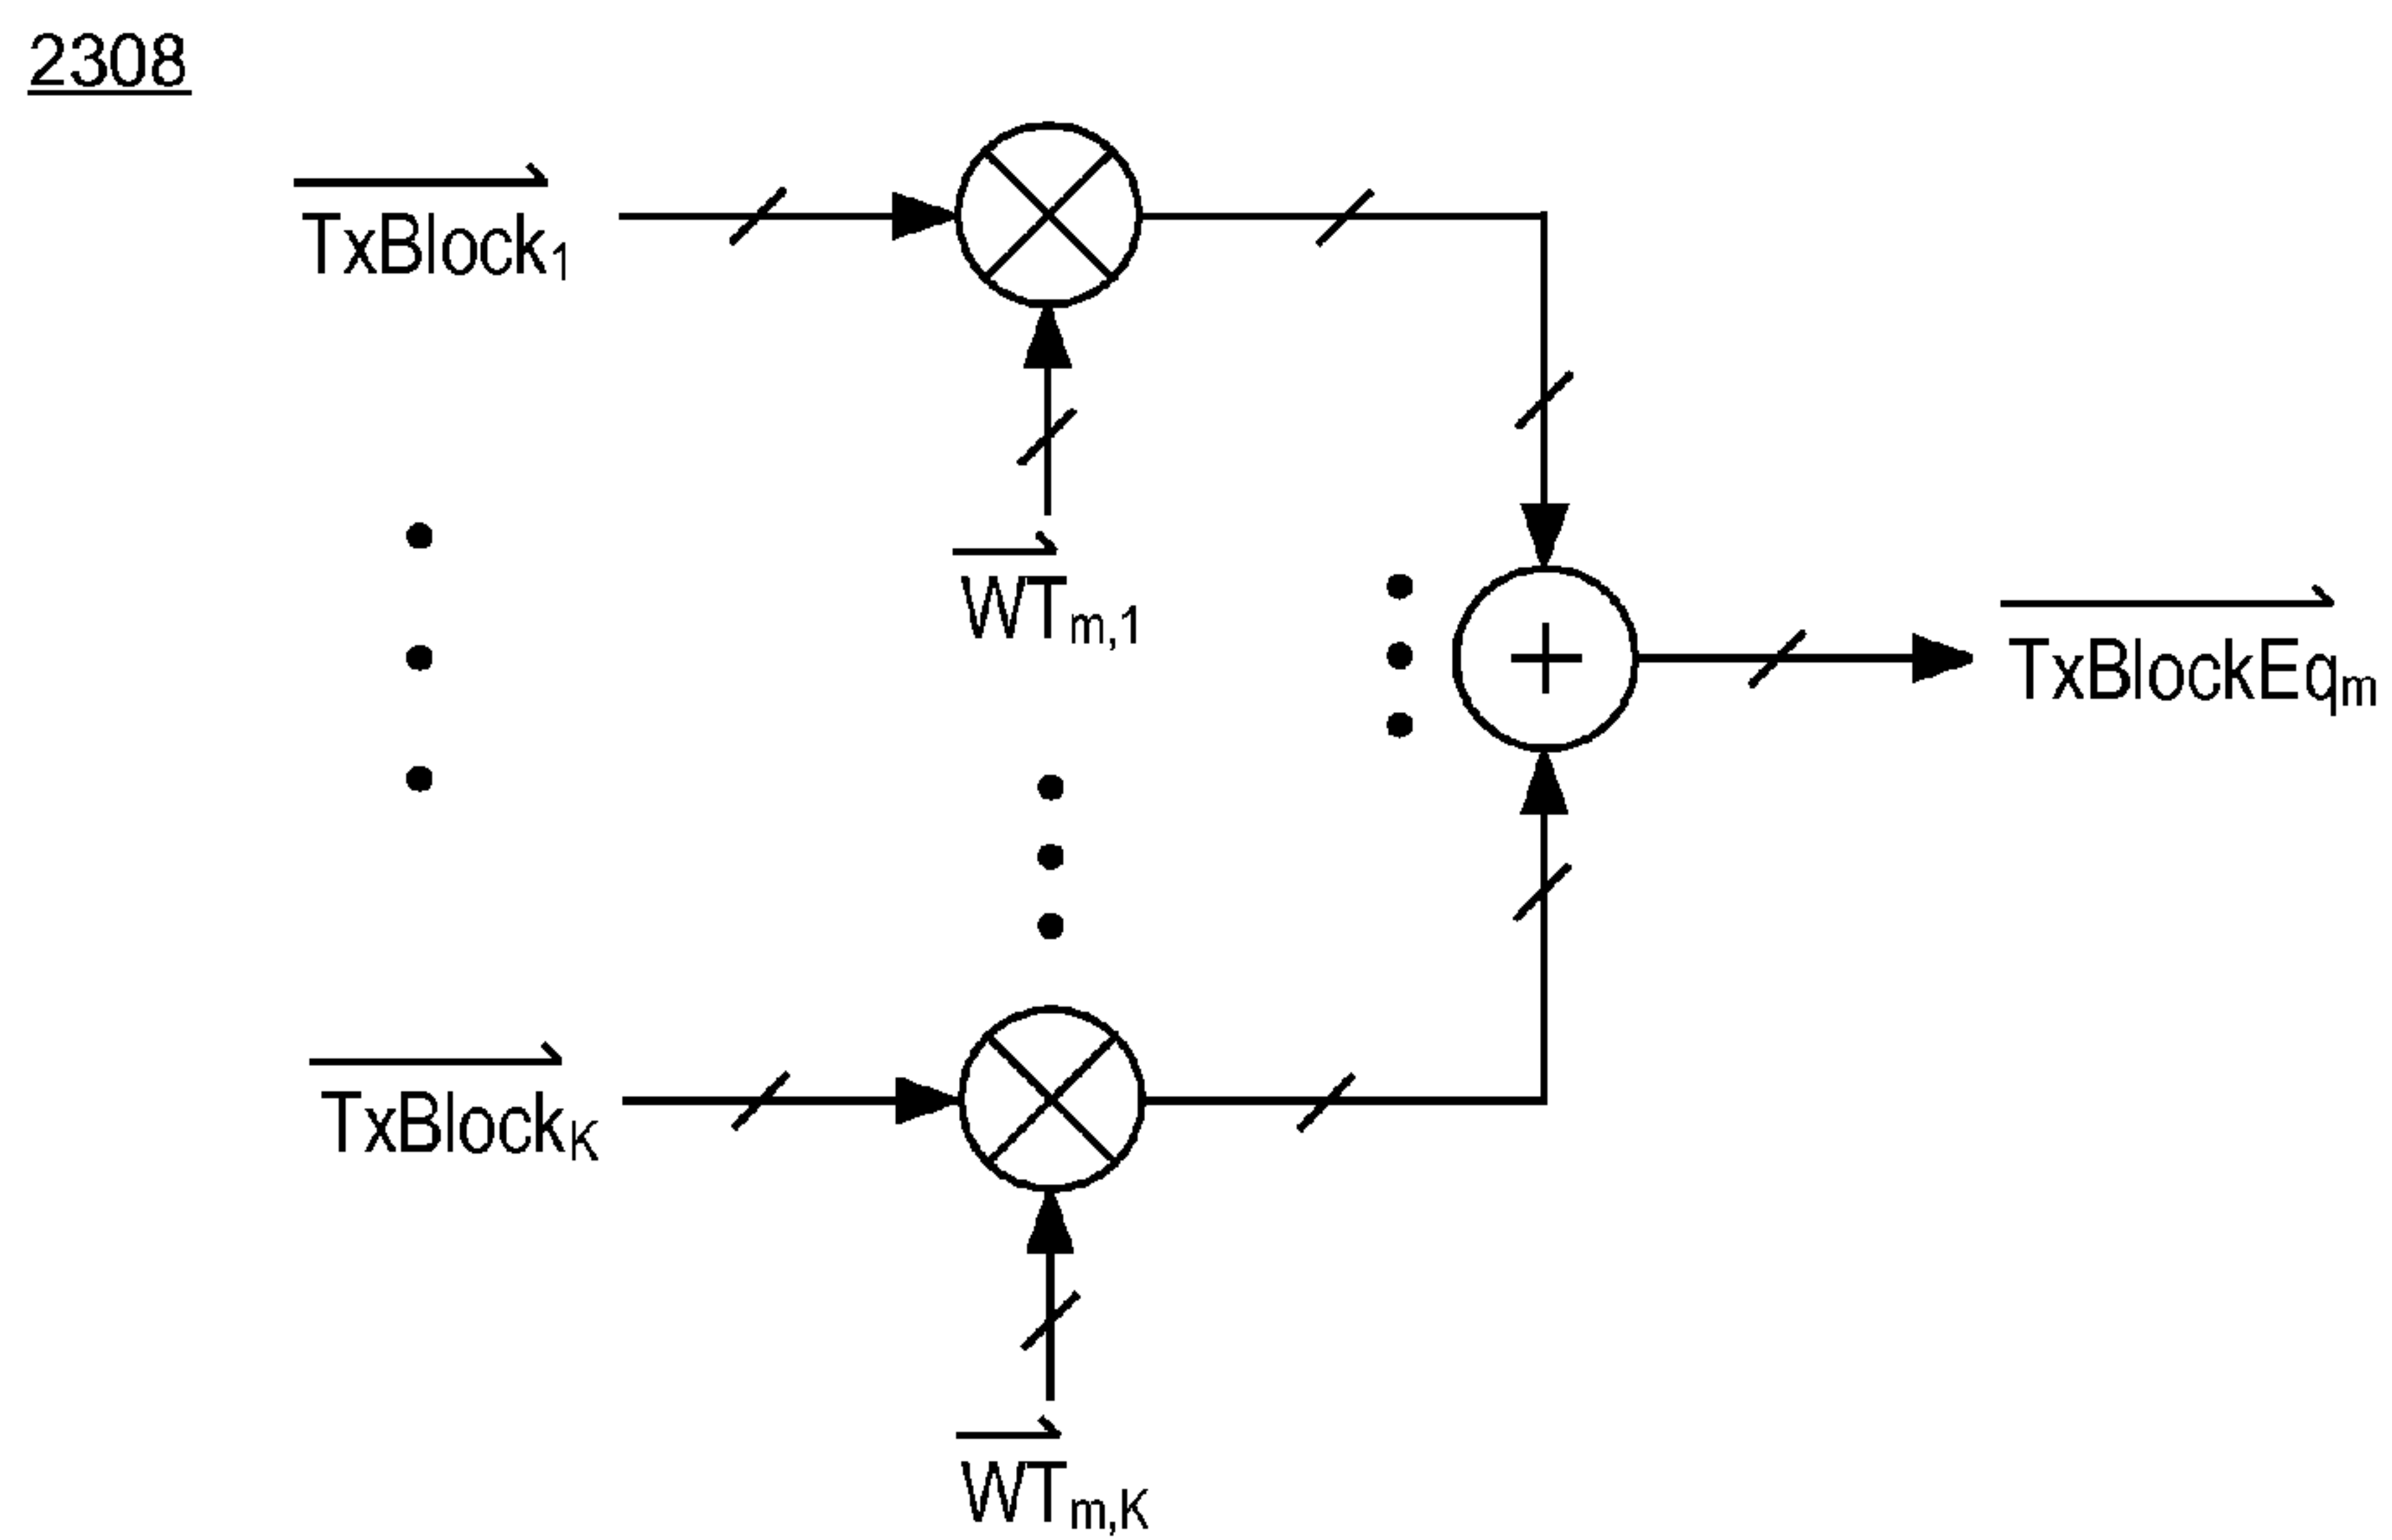 2308
TxBlock1
WTm,1
+
TxBlockEqm
TxBlockK
WTm,K